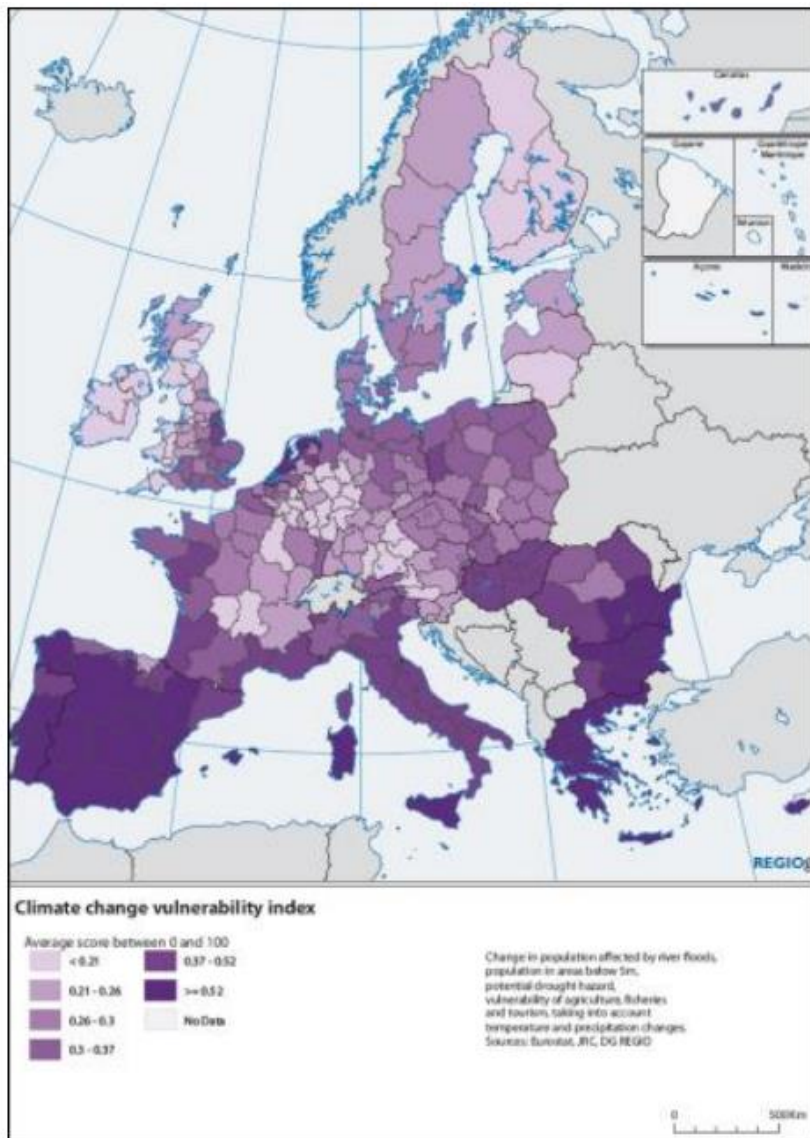 Canarias
Guyane
Guadeloupe
Martinique
Réunion
Açores
Madeira
REGIO
Climate change vulnerability index
Average score between 0 and 100
< 0.21
0.21 - 0.26
0.26 - 0.3
0.3 - 0.37
0.37 - 0.52
>= 0.52
No Data
Change in population affected by river floods,
population in areas below 5m,
potential drought hazard,
vulnerability of agriculture, fisheries
and tourism, taking into account
temperature and precipitation changes.
Sources: Eurostat, JRC, DG REGIO
0 500 Km